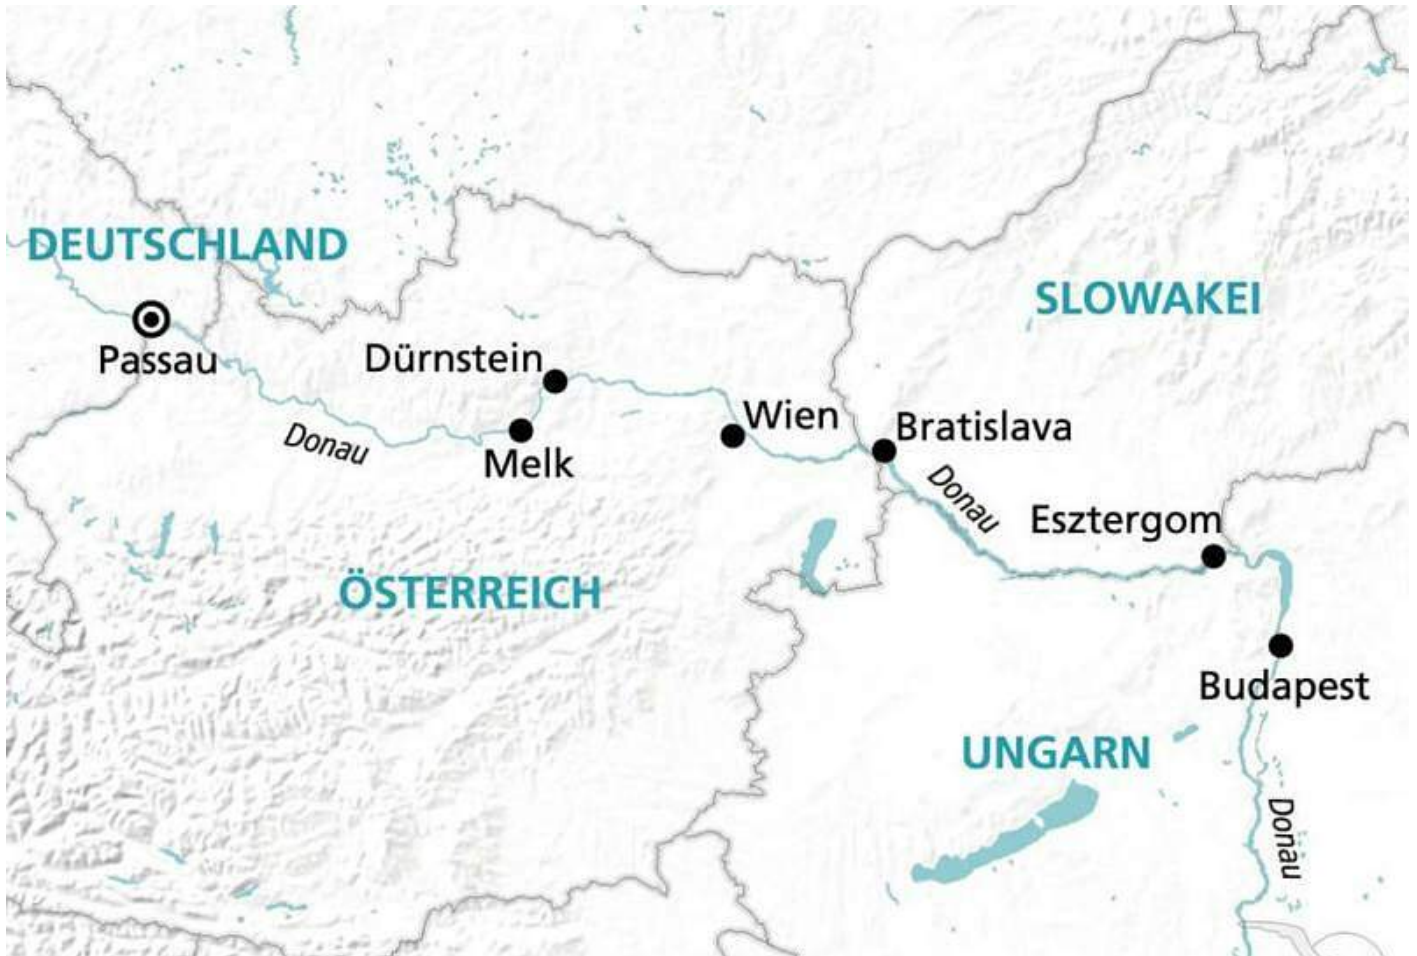 DEUTSCHLAND
SLOWAKEI
Passau
Dürnstein
Wien
Bratislava
Donau
Melk
Donau
Esztergom
ÖSTERREICH
Budapest
UNGARN
Donau